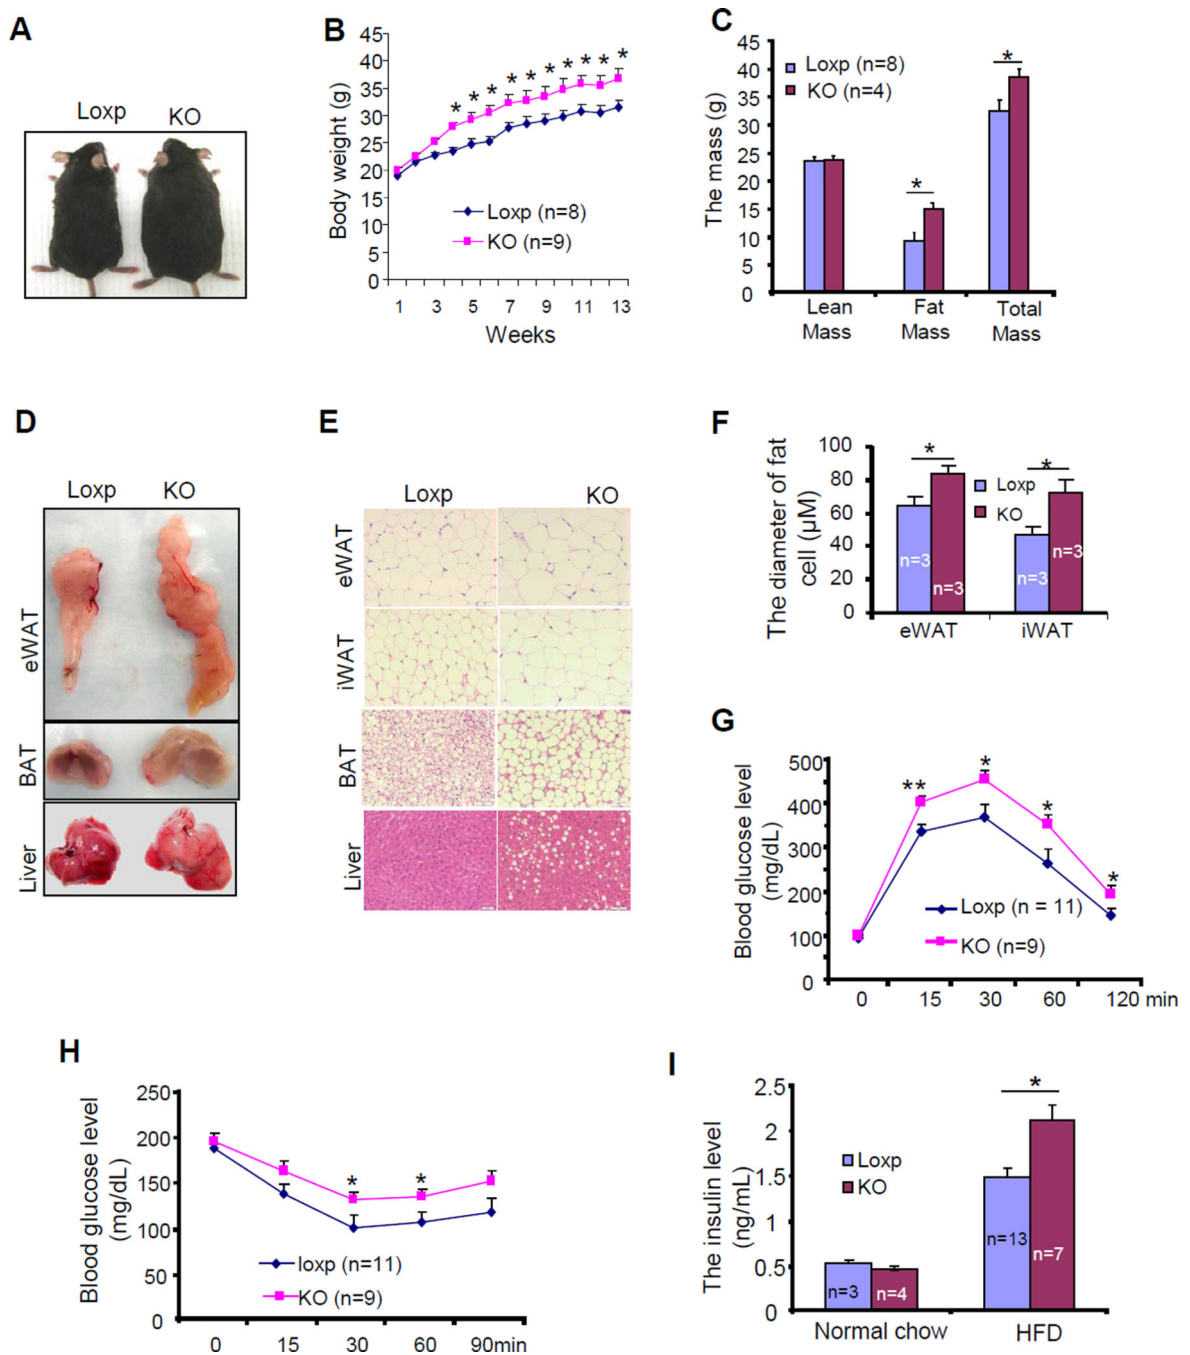 A
Loxp KO
B
Body weight (g)
45
40
35
30
25
20
15
10
5
0
* * * * * * * * * *
Loxp (n=8)
KO (n=9)
1 3 5 7 9 11 13
Weeks
C
The mass (g)
45
40
35
30
25
20
15
10
5
0
Loxp (n=8)
KO (n=4)
*
*
Lean Mass
Fat Mass
Total Mass
D
Loxp KO
eWAT
BAT
Liver
E
Loxp KO
eWAT
iWAT
BAT
Liver
F
The diameter of fat
cell (µM)
100
80
60
40
20
0
* *
Loxp
KO
n=3 n=3 n=3 n=3
eWAT iWAT
G
Blood glucose level
(mg/dL)
500
400
300
200
100
0
** * * *
Loxp (n = 11)
KO (n=9)
0 15 30 60 120 min
H
Blood glucose level
(mg/dL)
250
200
150
100
50
0
* *
loxp (n=11)
KO (n=9)
0 15 30 60 90min
I
The insulin level
(ng/mL)
2.5
2
1.5
1
0.5
0
*
Loxp
KO
n=3 n=4 n=13 n=7
Normal chow HFD